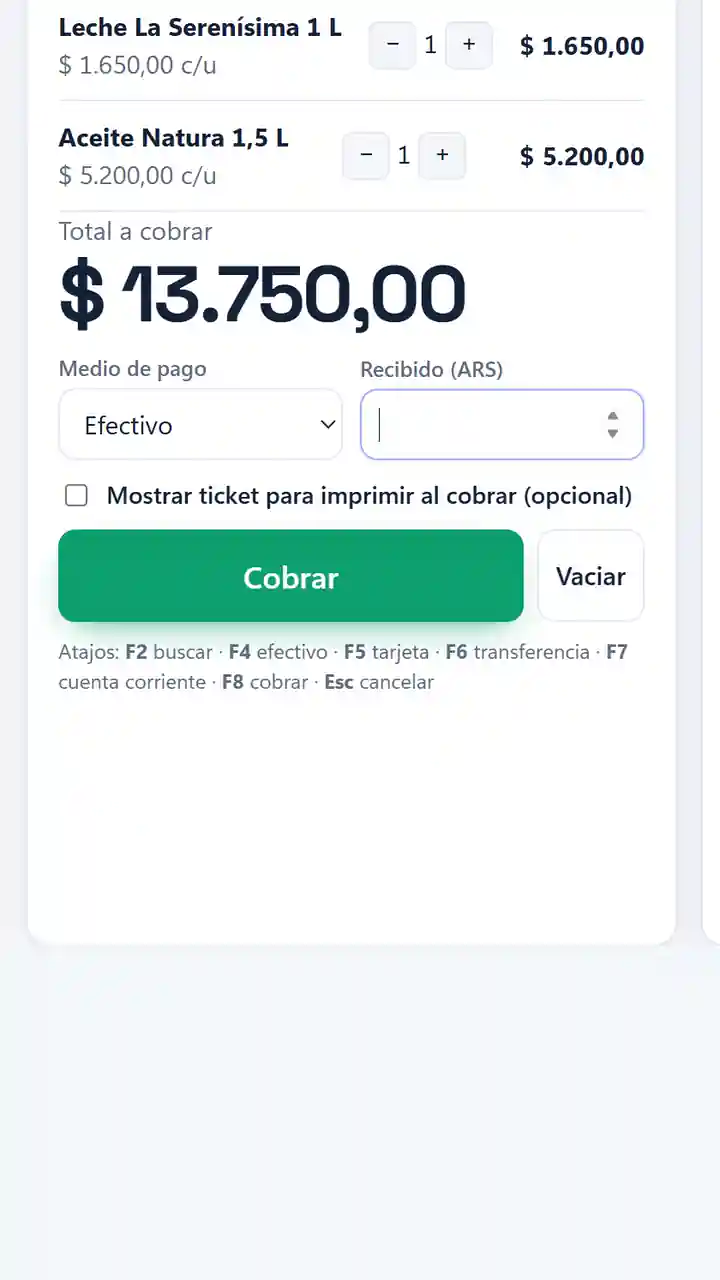 Leche La Serenísima 1 L
$ 1.650,00 c/u
− 1 +
$ 1.650,00
Aceite Natura 1,5 L
$ 5.200,00 c/u
− 1 +
$ 5.200,00
Total a cobrar
$ 13.750,00
Medio de pago
Recibido (ARS)
Efectivo
Mostrar ticket para imprimir al cobrar (opcional)
Cobrar
Vaciar
Atajos: F2 buscar · F4 efectivo · F5 tarjeta · F6 transferencia · F7
cuenta corriente · F8 cobrar · Esc cancelar